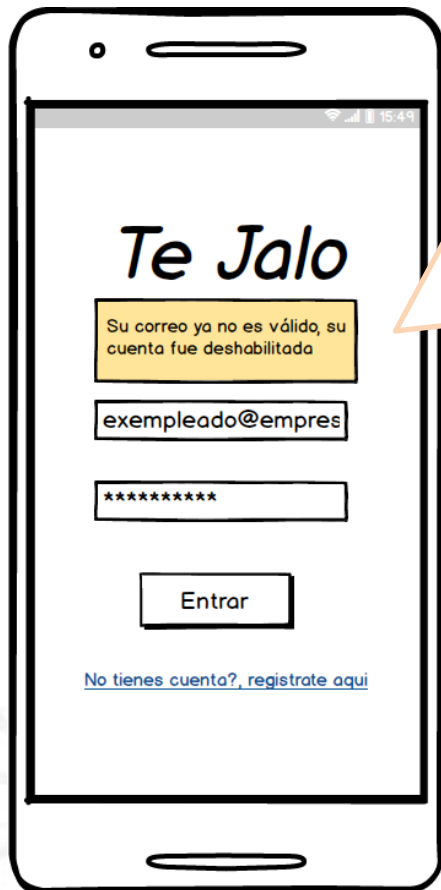 15:49
Te Jalo
Su correo ya no es válido, su
cuenta fue deshabilitada
exempleado@empres
**********
Entrar
No tienes cuenta?, registrate aqui